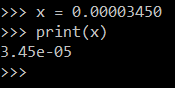 >>> x = 0.00003450
>>> print(x)
3.45e-05
>>>